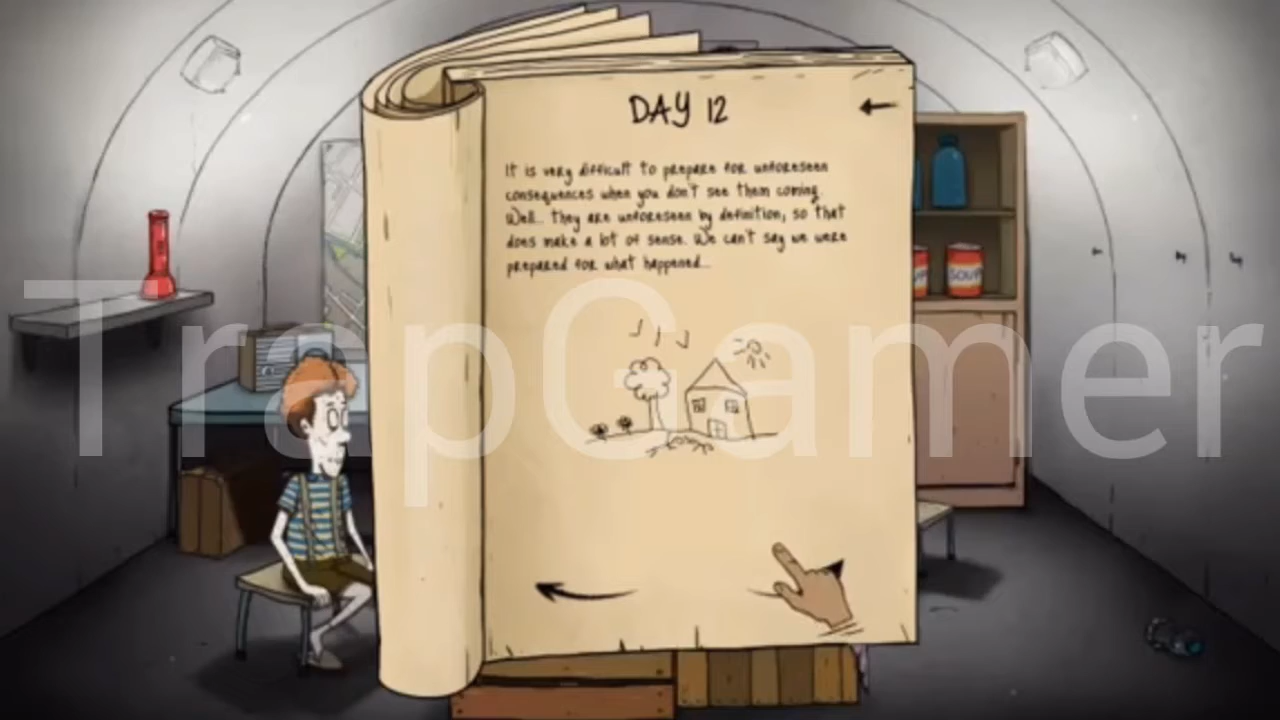 DAY 12
It is very difficult to prepare for unforeseen
consequences when you don't see them coming.
Well... they are unforeseen by definition, so that
does make a lot of sense. We can't say we were
prepared for what happened...
SOUP
TrapGamer